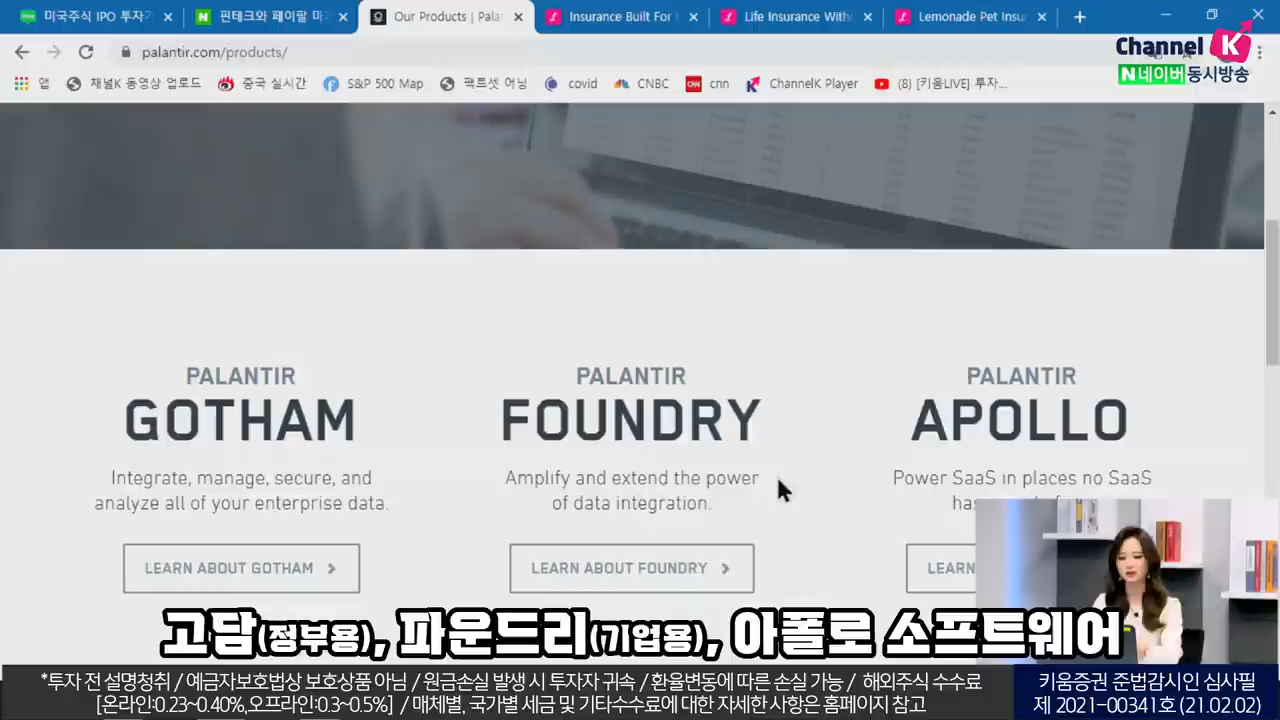 미국주식 IPO 투자
핀테크와 페이팔 마
Our Products | Pala
Insurance Built For
Life Insurance With
Lemonade Pet Insu
palantir.com/products/
Channel K
N네이버동시방송
앱
채널K 동영상 업로드
중국 실시간
S&P 500 Map
팩트셋 어닝
covid
CNBC
cnn
ChannelK Player
(8) [키움LIVE] 투자...
PALANTIR
GOTHAM
Integrate, manage, secure, and
analyze all of your enterprise data.
LEARN ABOUT GOTHAM
PALANTIR
FOUNDRY
Amplify and extend the power
of data integration.
LEARN ABOUT FOUNDRY
PALANTIR
APOLLO
Power SaaS in places no SaaS
LEARN
고담(정부용), 파운드리(기업용), 아폴로 소프트웨어
*투자 전 설명청취 / 예금자보호법상 보호상품 아님 / 원금손실 발생 시 투자자 귀속 / 환율변동에 따른 손실 가능 / 해외주식 수수료
[온라인:0.23~0.40%,오프라인:0.3~0.5%] / 매체별, 국가별 세금 및 기타수수료에 대한 자세한 사항은 홈페이지 참고
키움증권 준법감시인 심사필
제 2021-00341호 (21.02.02)